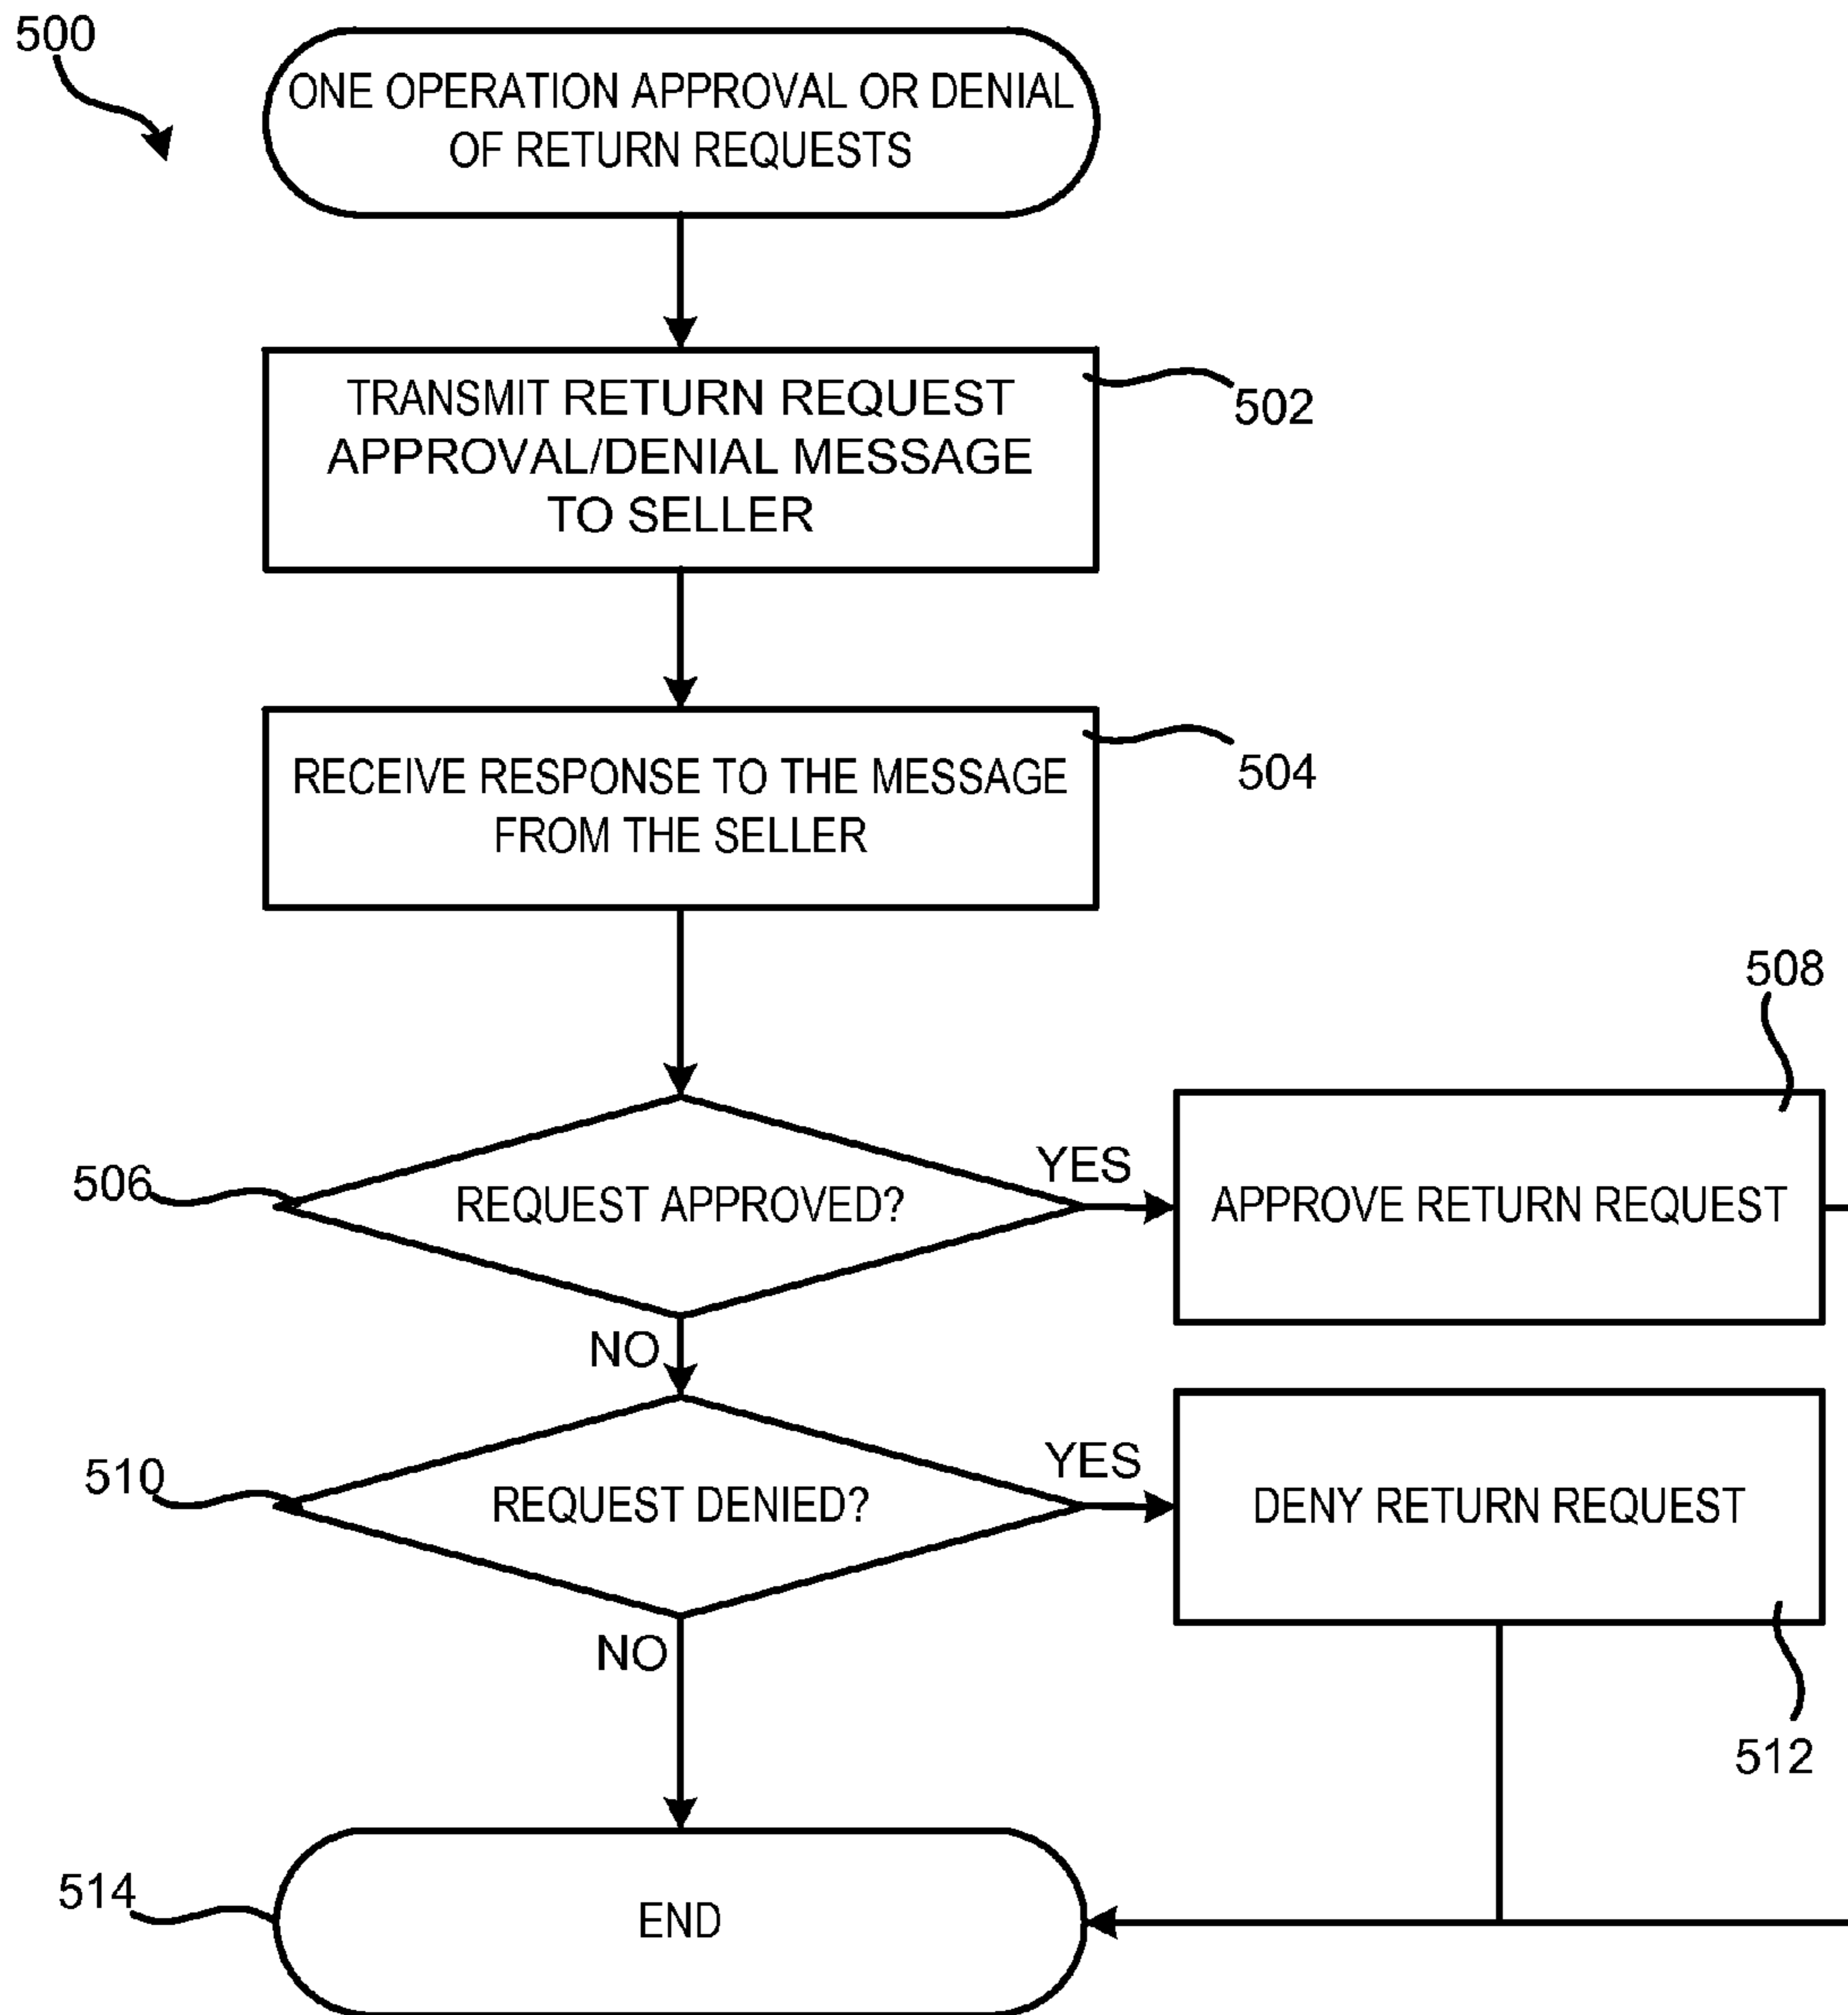 500
ONE OPERATION APPROVAL OR DENIAL
OF RETURN REQUESTS
TRANSMIT RETURN REQUEST
APPROVAL/DENIAL MESSAGE
TO SELLER
502
RECEIVE RESPONSE TO THE MESSAGE
FROM THE SELLER
504
508
506
REQUEST APPROVED?
YES
APPROVE RETURN REQUEST
NO
510
REQUEST DENIED?
YES
DENY RETURN REQUEST
NO
512
514
END